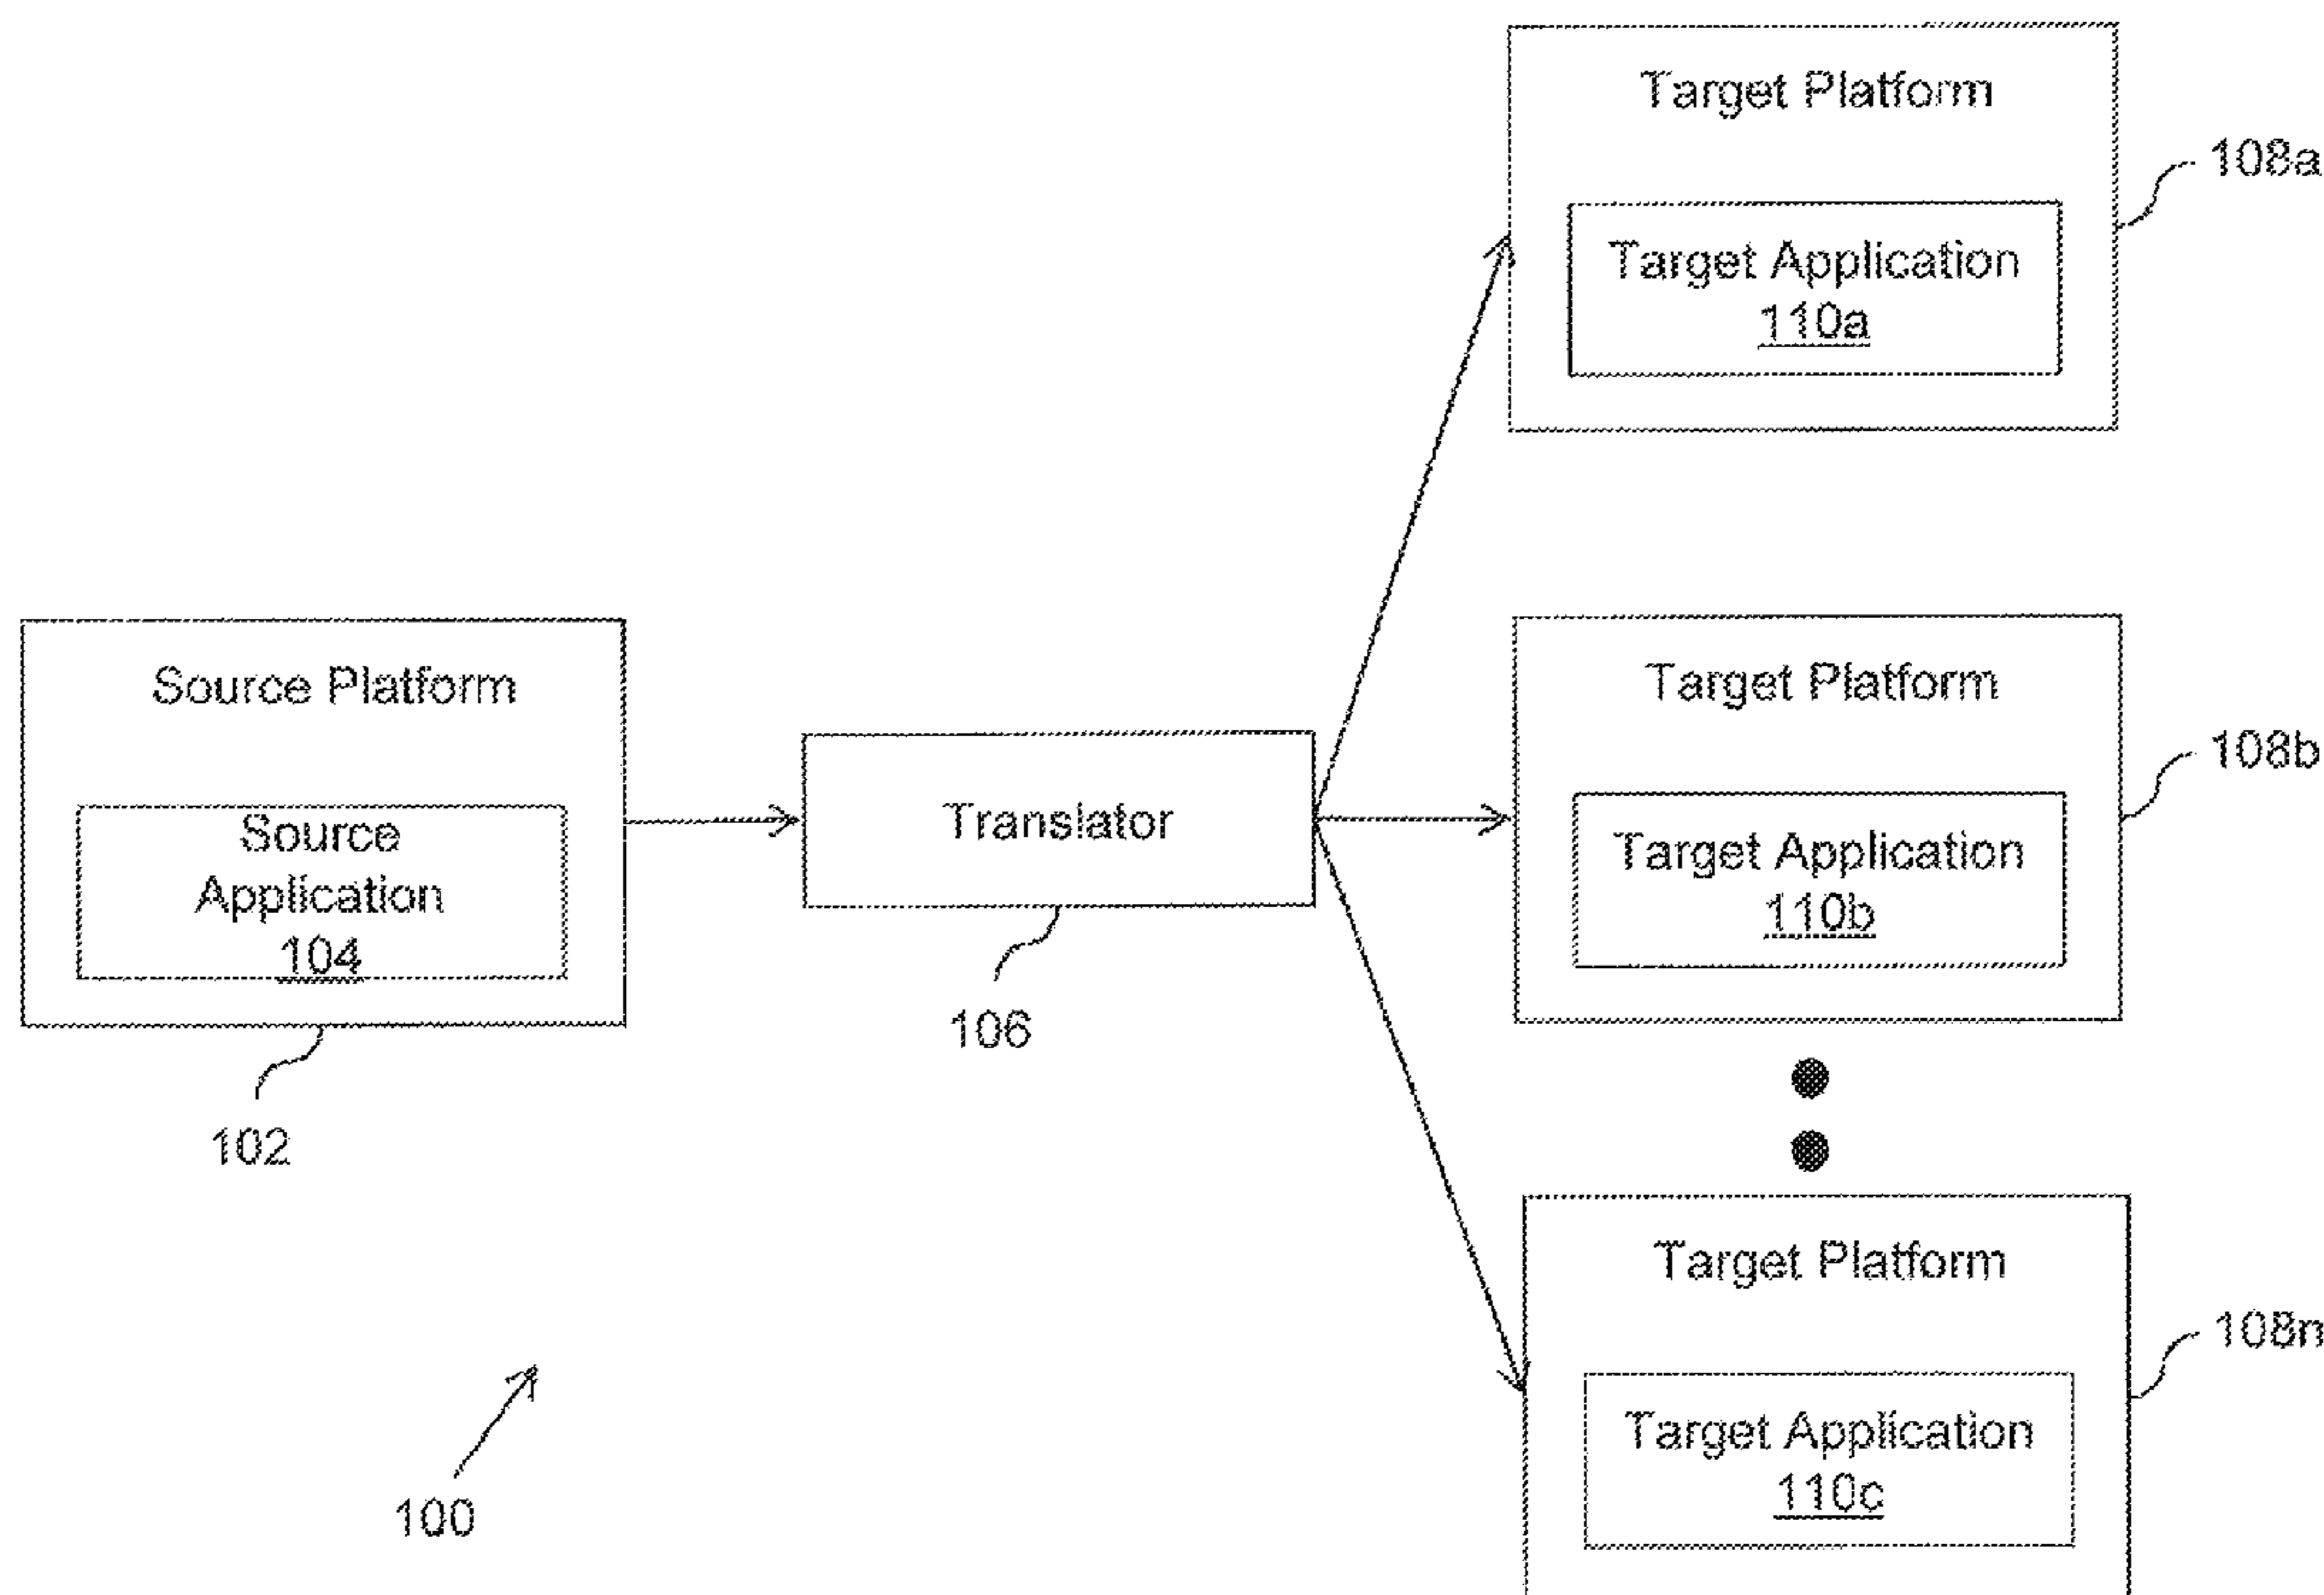 Target Platform
108a
Target Application
110a
Source Platform
Source
Application
104
102
Translator
106
Target Platform
108b
Target Application
110b
Target Platform
108n
Target Application
110c
100